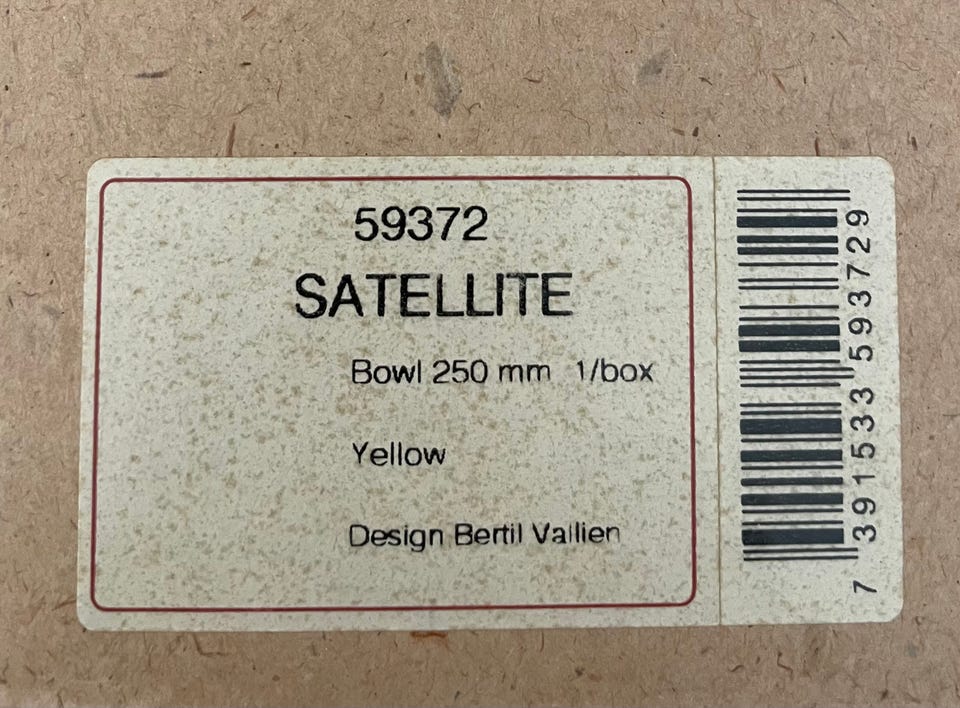 59372
SATELLITE
Bowl 250 mm 1/box
Yellow
Design Bertil Vallien
7 391533 593729